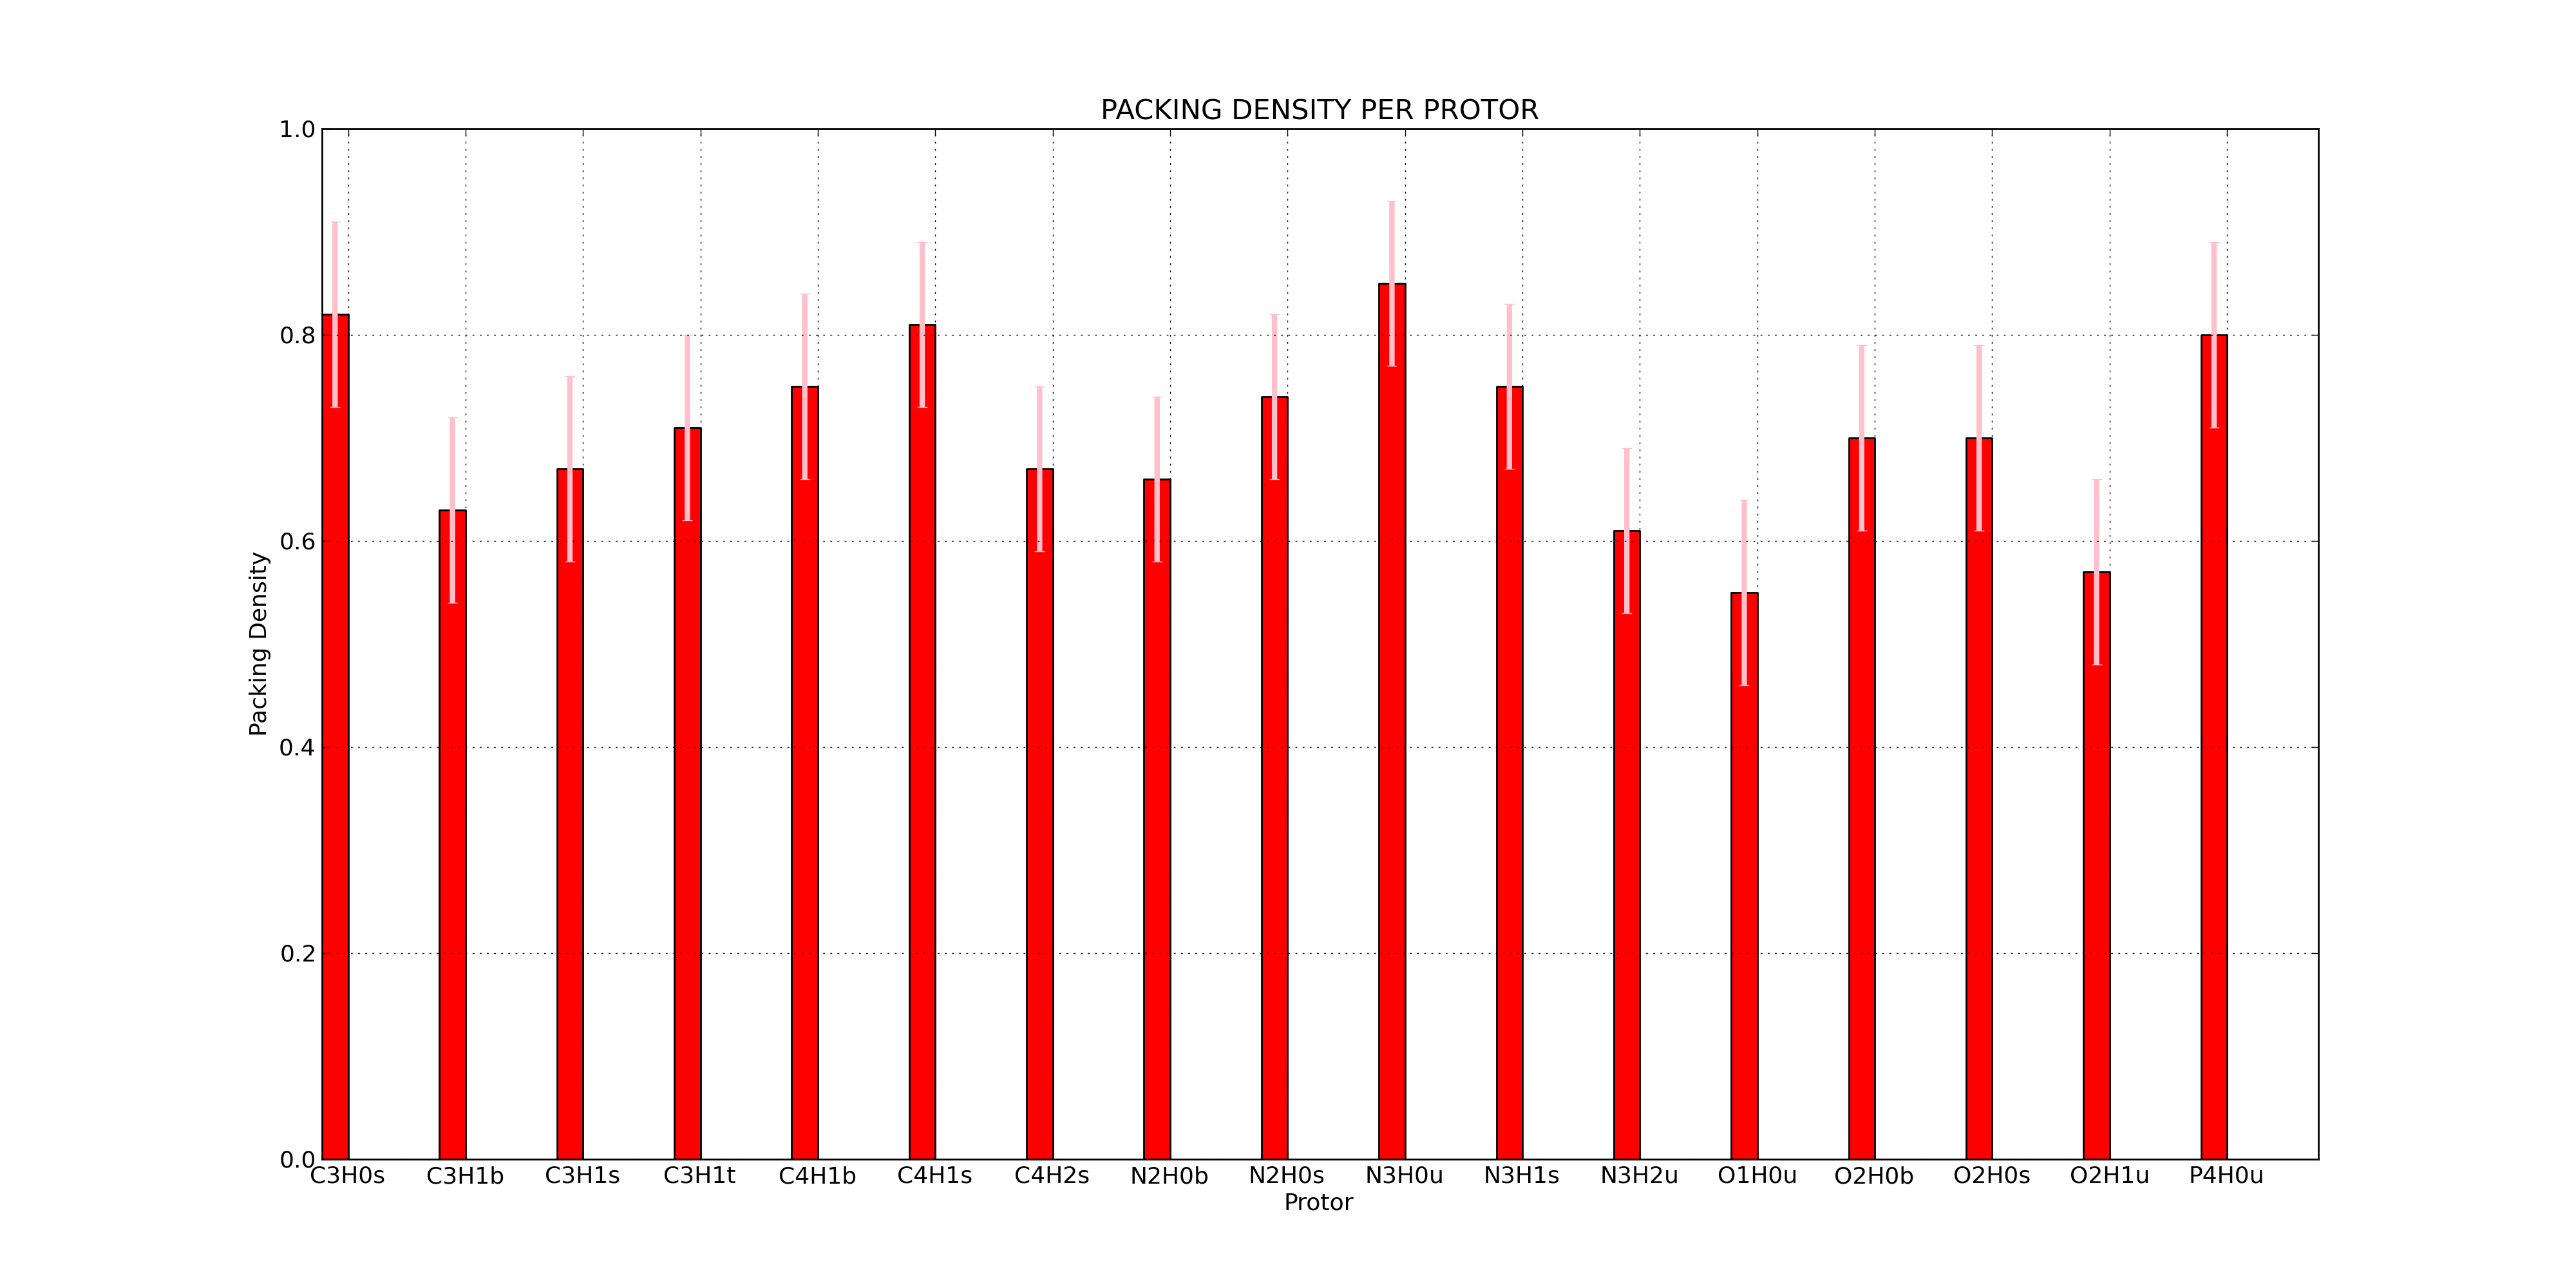 PACKING DENSITY PER PROTOR
1.0
0.8
0.6
0.4
0.2
0.0
Packing Density
C3H0s C3H1b C3H1s C3H1t C4H1b C4H1s C4H2s N2H0b N2H0s N3H0u N3H1s N3H2u O1H0u O2H0b O2H0s O2H1u P4H0u
Protor